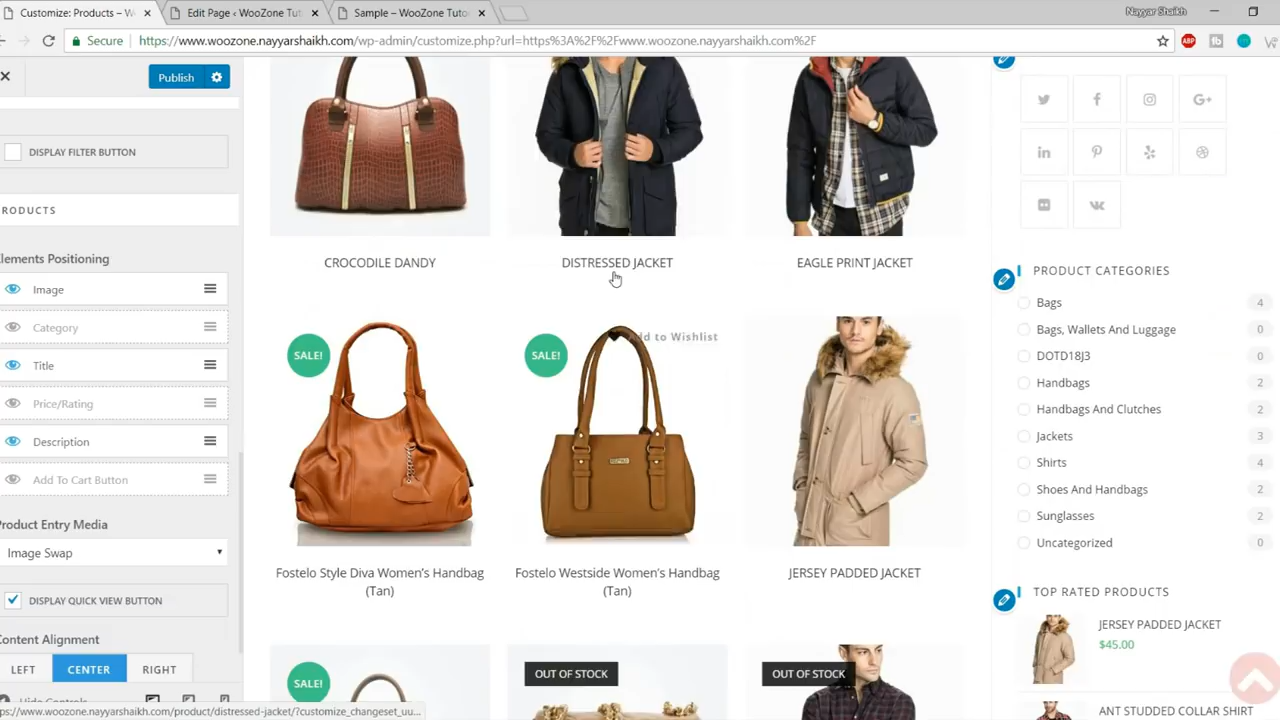 Customize: Products – W
Edit Page ‹ WooZone Tut
Sample – WooZone Tuto
Nayyar Shaikh
Secure
https://www.woozone.nayyarshaikh.com/wp-admin/customize.php?url=https%3A%2F%2Fwww.woozone.nayyarshaikh.com%2F
ABP
Publish
DISPLAY FILTER BUTTON
RODUCTS
Elements Positioning
Image
Category
Title
Price/Rating
Description
Add To Cart Button
Product Entry Media
Image Swap
DISPLAY QUICK VIEW BUTTON
Content Alignment
LEFT
CENTER
RIGHT
Hide Controls
ps://www.woozone.nayyarshaikh.com/product/distressed-jacket/?customize_changeset_uu...
CROCODILE DANDY
DISTRESSED JACKET
EAGLE PRINT JACKET
SALE!
SALE!
Add to Wishlist
Fostelo Style Diva Women's Handbag
(Tan)
Fostelo Westside Women's Handbag
(Tan)
JERSEY PADDED JACKET
SALE!
OUT OF STOCK
OUT OF STOCK
PRODUCT CATEGORIES
Bags 4
Bags, Wallets And Luggage 0
DOTD18J3 0
Handbags 2
Handbags And Clutches 2
Jackets 3
Shirts 4
Shoes And Handbags 2
Sunglasses 2
Uncategorized 0
TOP RATED PRODUCTS
JERSEY PADDED JACKET
$45.00
ANT STUDDED COLLAR SHIRT